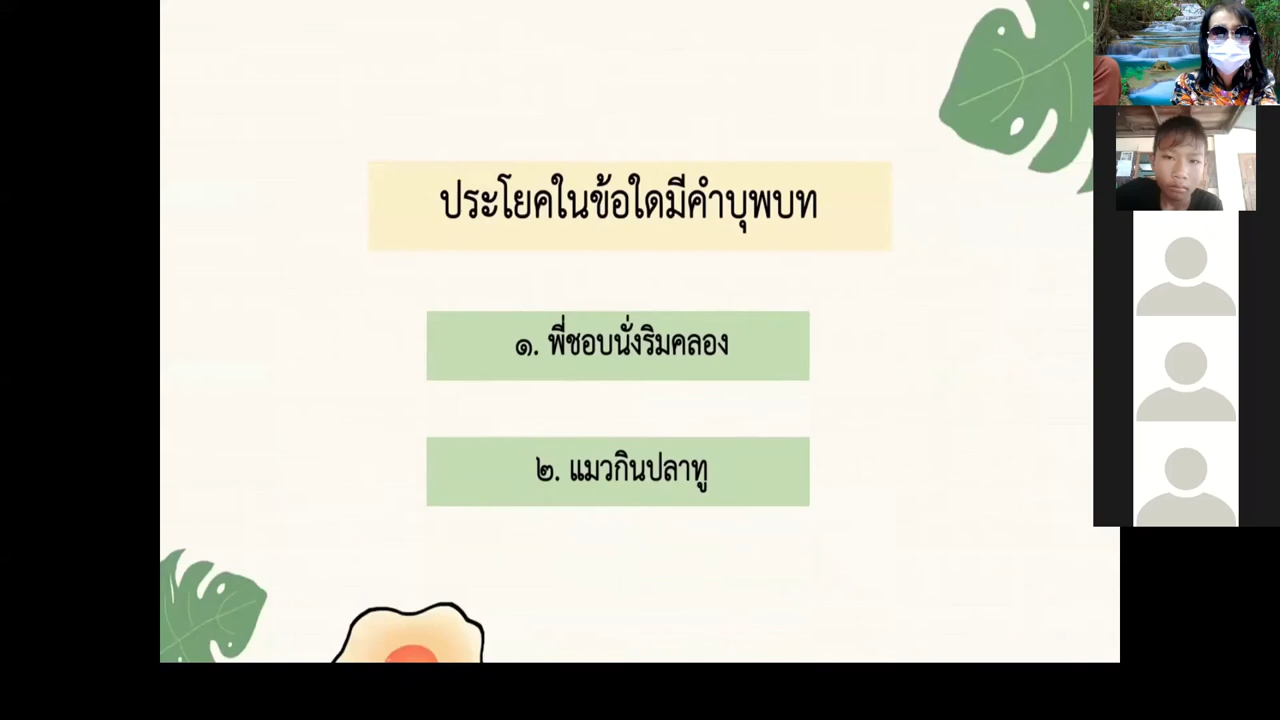 ประโยคในข้อใดมีคำบุพบท
๑. พี่ชอบนั่งริมคลอง
๒. แมวกินปลาทู